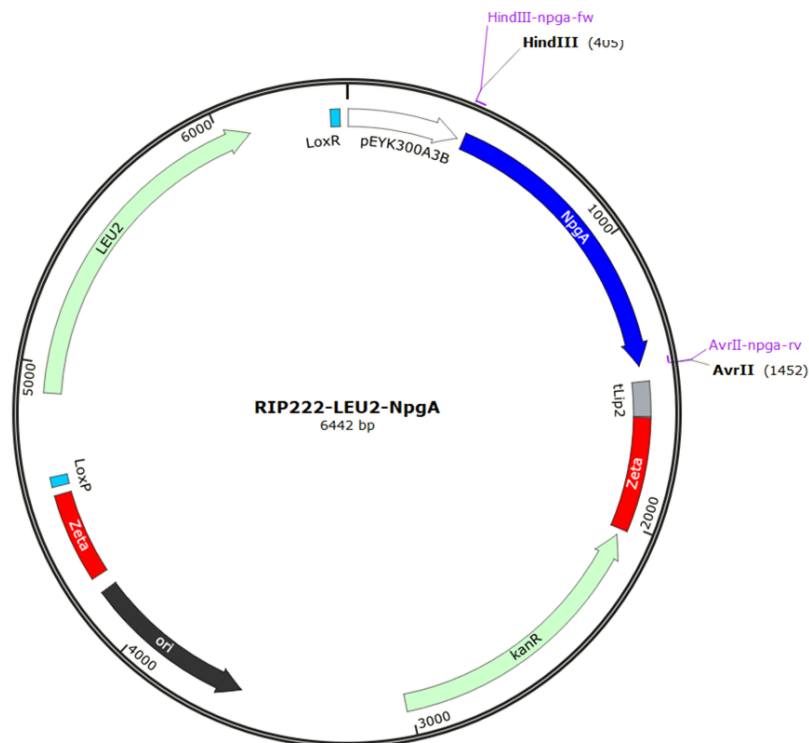 HindIII-npga-fw
HindIII (405)
6000
LoxR
pEYK300A3B
LEU2
NpgA
1000
AvrII-npga-rv
AvrII (1452)
5000
tLip2
RIP222-LEU2-NpgA
6442 bp
LoxP
Zeta
Zeta
2000
kanR
ori
4000
3000